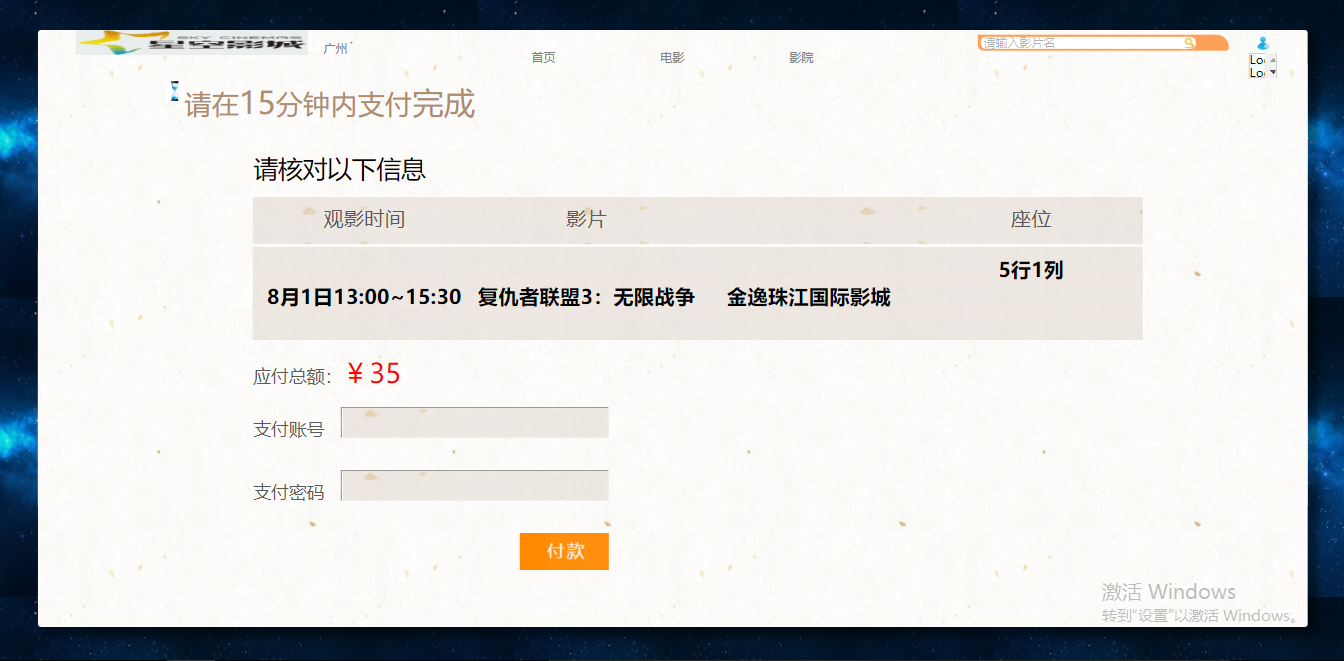 SKY CINEMAS
星空影城
广州
首页 电影 影院
请输入影片名
Lo
Lo
请在15分钟内支付完成
请核对以下信息
观影时间 影片 座位
5行1列
8月1日13:00~15:30 复仇者联盟3：无限战争 金逸珠江国际影城
应付总额： ¥ 35
支付账号
支付密码
付款
激活 Windows
转到“设置”以激活 Windows。